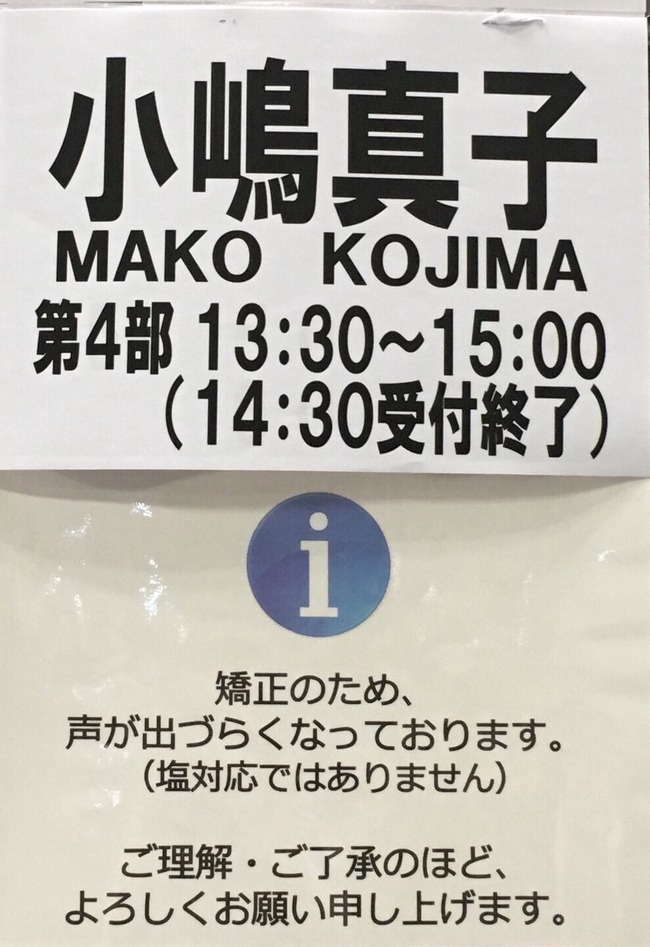 小嶋真子
MAKO KOJIMA
第4部 13:30～15:00
(14:30受付終了)
i
矯正のため、
声が出づらくなっております。
(塩対応ではありません)
ご理解・ご了承のほど、
よろしくお願い申し上げます。